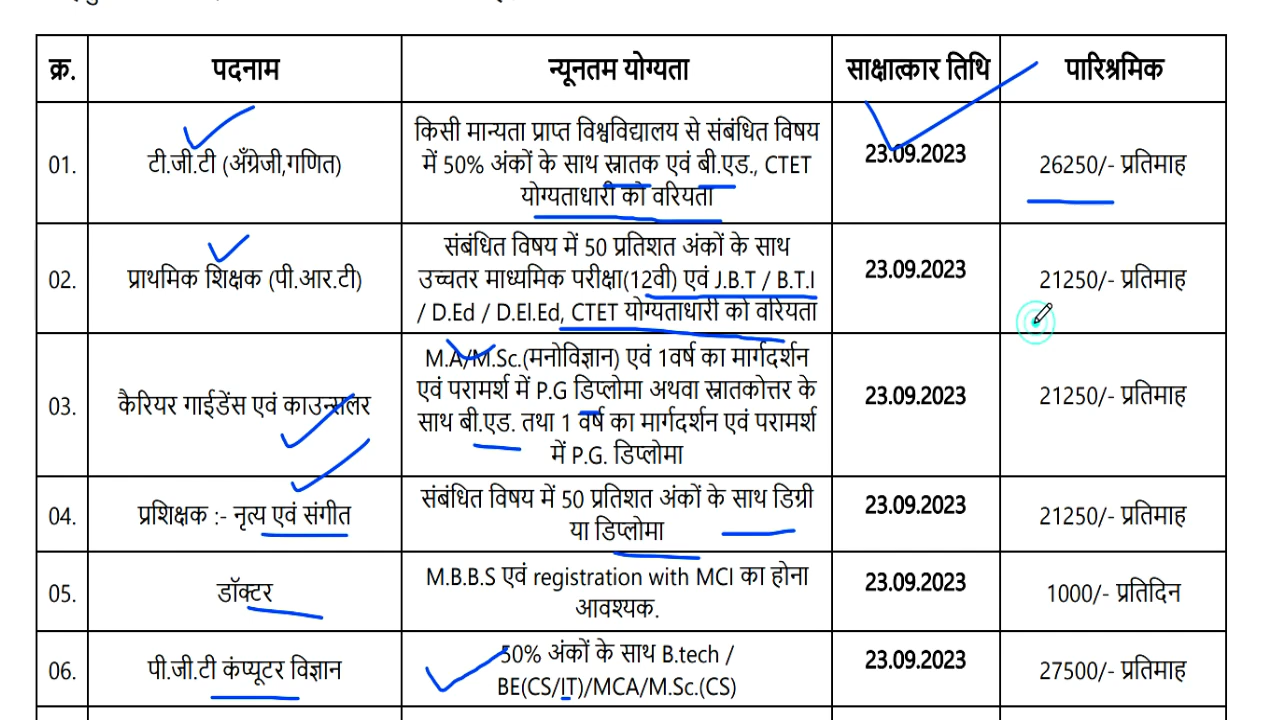 क्र. पदनाम न्यूनतम योग्यता साक्षात्कार तिथि पारिश्रमिक
01. टी.जी.टी (अँग्रेजी,गणित) किसी मान्यता प्राप्त विश्वविद्यालय से संबंधित विषय
में 50% अंकों के साथ स्नातक एवं बी.एड., CTET
योग्यताधारी को वरियता 23.09.2023 26250/- प्रतिमाह
02. प्राथमिक शिक्षक (पी.आर.टी) संबंधित विषय में 50 प्रतिशत अंकों के साथ
उच्चतर माध्यमिक परीक्षा(12वी) एवं J.B.T / B.T.I
/ D.Ed / D.El.Ed, CTET योग्यताधारी को वरियता 23.09.2023 21250/- प्रतिमाह
03. कैरियर गाईडेंस एवं काउन्सलर M.A/M.Sc.(मनोविज्ञान) एवं 1वर्ष का मार्गदर्शन
एवं परामर्श में P.G डिप्लोमा अथवा स्नातकोत्तर के
साथ बी.एड. तथा 1 वर्ष का मार्गदर्शन एवं परामर्श
में P.G. डिप्लोमा 23.09.2023 21250/- प्रतिमाह
04. प्रशिक्षक :- नृत्य एवं संगीत संबंधित विषय में 50 प्रतिशत अंकों के साथ डिग्री
या डिप्लोमा 23.09.2023 21250/- प्रतिमाह
05. डॉक्टर M.B.B.S एवं registration with MCI का होना
आवश्यक. 23.09.2023 1000/- प्रतिदिन
06. पी.जी.टी कंप्यूटर विज्ञान 50% अंकों के साथ B.tech /
BE(CS/IT)/MCA/M.Sc.(CS) 23.09.2023 27500/- प्रतिमाह